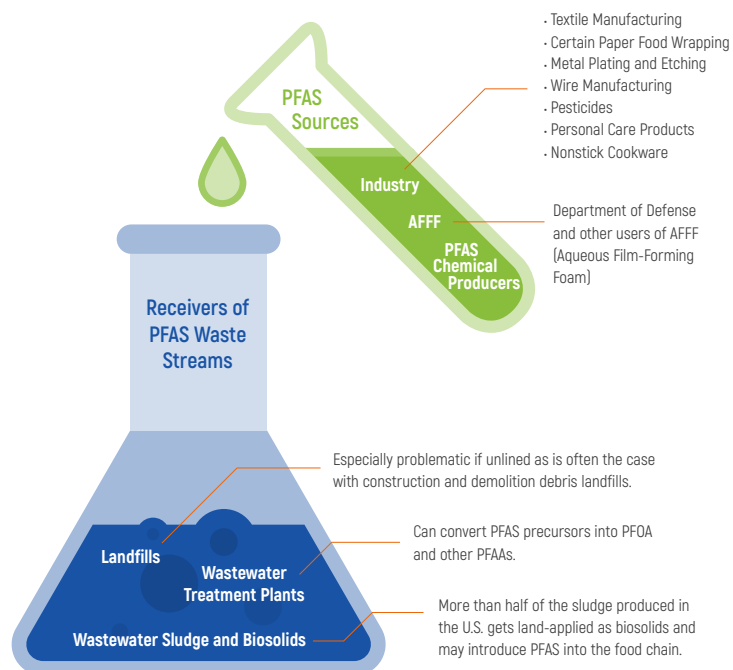 PFAS
Sources
Industry
AFFF
PFAS
Chemical
Producers
• Textile Manufacturing
• Certain Paper Food Wrapping
• Metal Plating and Etching
• Wire Manufacturing
• Pesticides
• Personal Care Products
• Nonstick Cookware
Department of Defense
and other users of AFFF
(Aqueous Film-Forming
Foam)
Receivers of
PFAS Waste
Streams
Landfills
Especially problematic if unlined as is often the case
with construction and demolition debris landfills.
Wastewater
Treatment Plants
Can convert PFAS precursors into PFOA
and other PFAAs.
Wastewater Sludge and Biosolids
More than half of the sludge produced in
the U.S. gets land-applied as biosolids and
may introduce PFAS into the food chain.